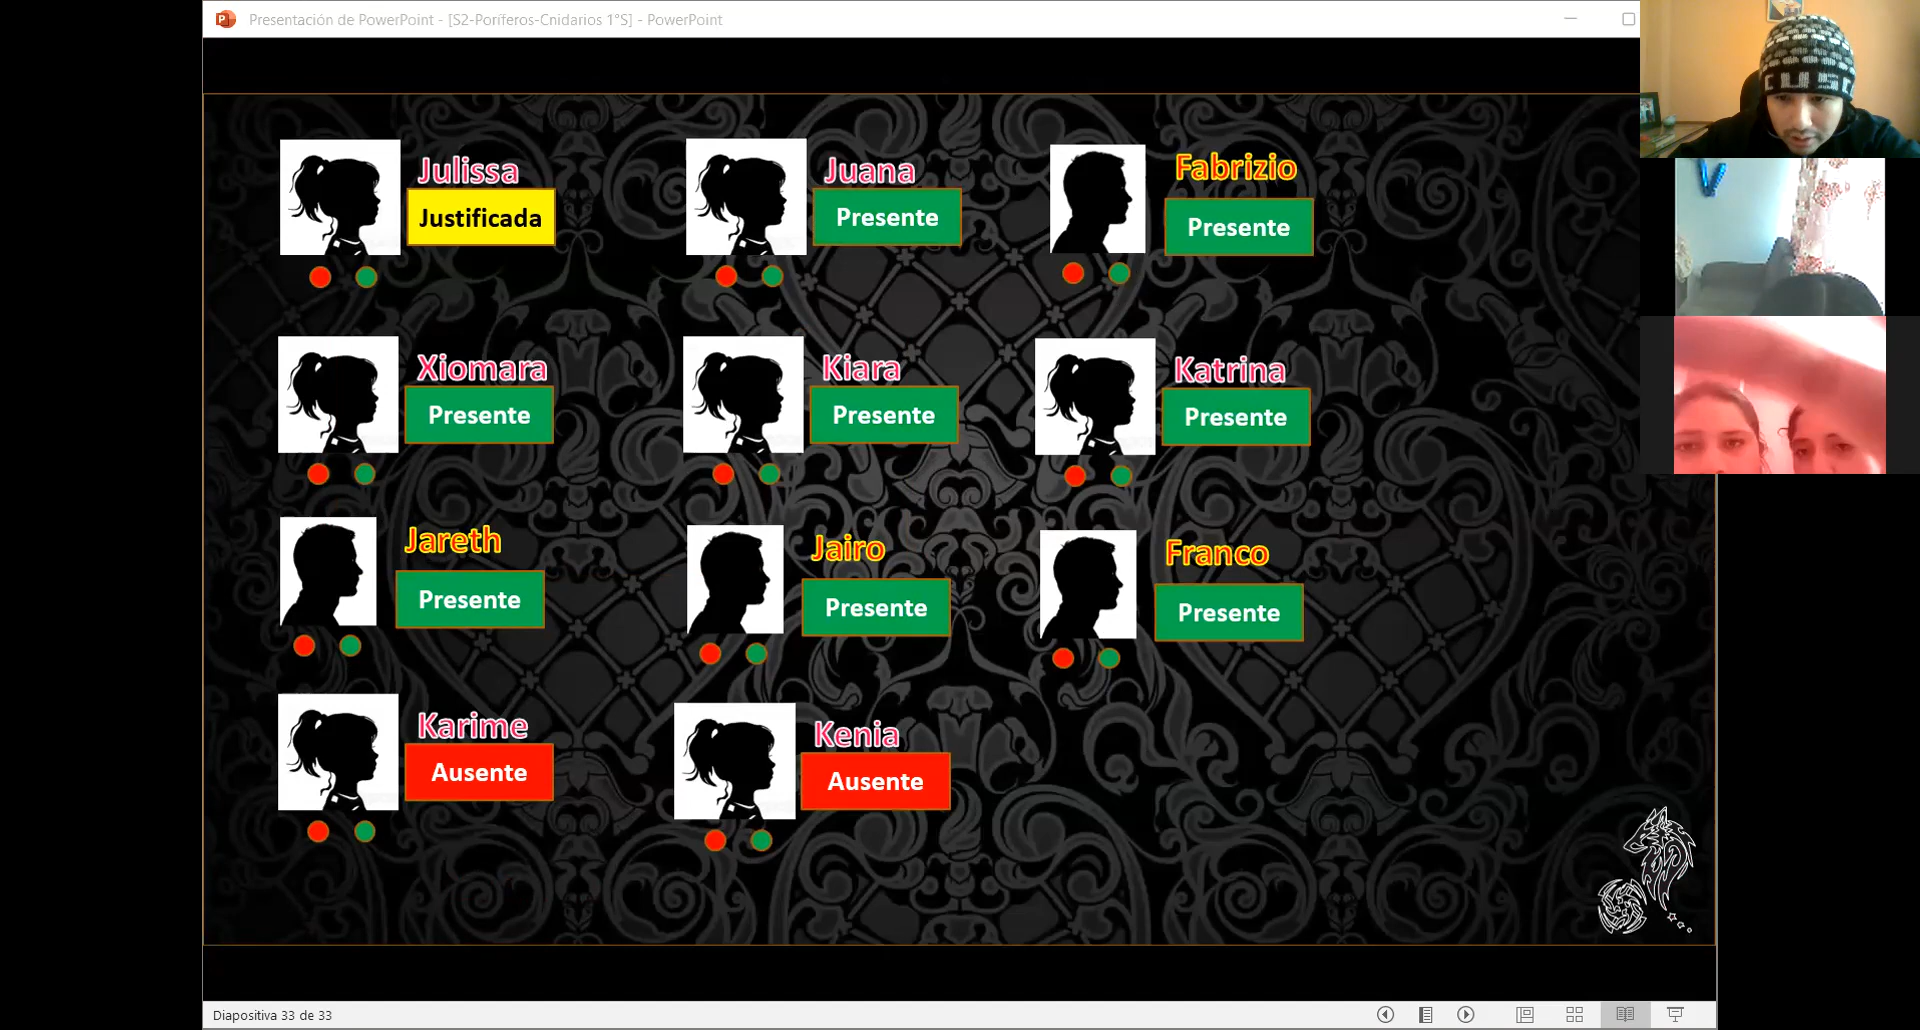 Presentación de PowerPoint - [S2-Poríferos-Cnidarios 1°S] - PowerPoint
Julissa
Justificada
Juana
Presente
Fabrizio
Presente
Xiomara
Presente
Kiara
Presente
Katrina
Presente
Jareth
Presente
Jairo
Presente
Franco
Presente
Karime
Ausente
Kenia
Ausente
Diapositiva 33 de 33